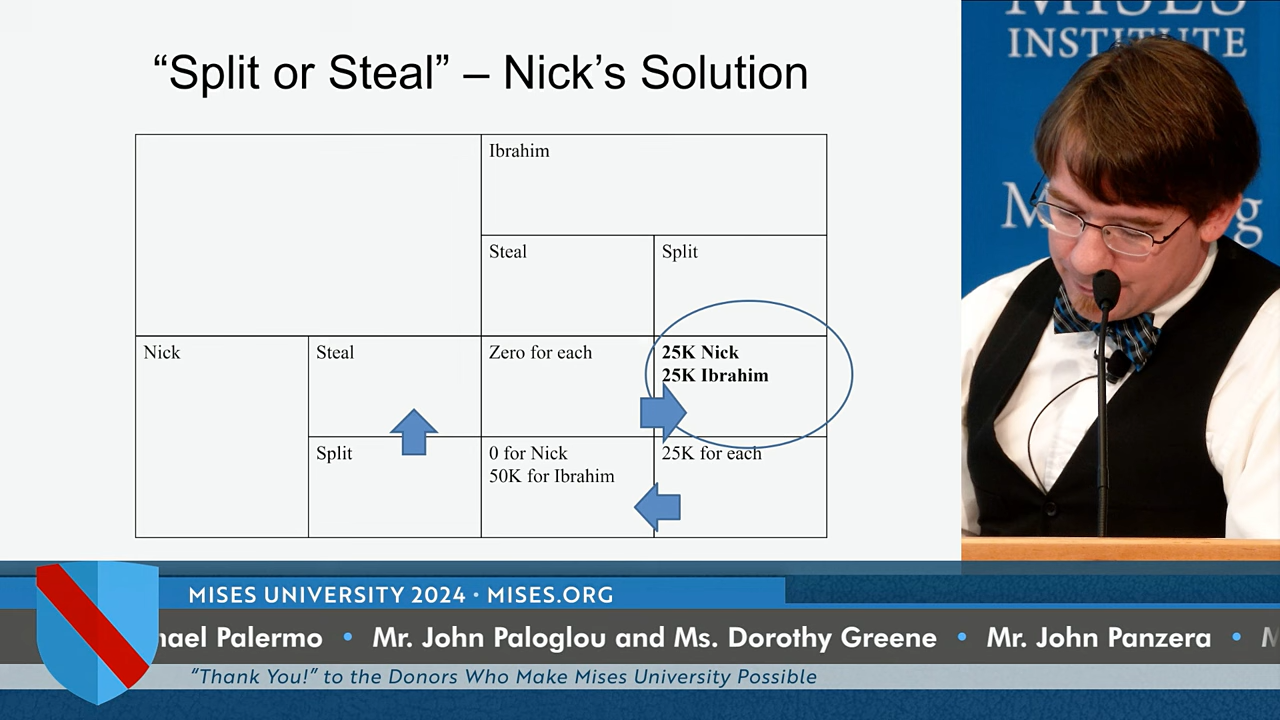 “Split or Steal” – Nick’s Solution
Ibrahim
Steal
Split
Nick
Steal
Zero for each
25K Nick
25K Ibrahim
Split
0 for Nick
50K for Ibrahim
25K for each
INSTITUTE
MISES UNIVERSITY 2024 • MISES.ORG
Palermo • Mr. John Paloglou and Ms. Dorothy Greene • Mr. John Panzera •
“Thank You!” to the Donors Who Make Mises University Possible